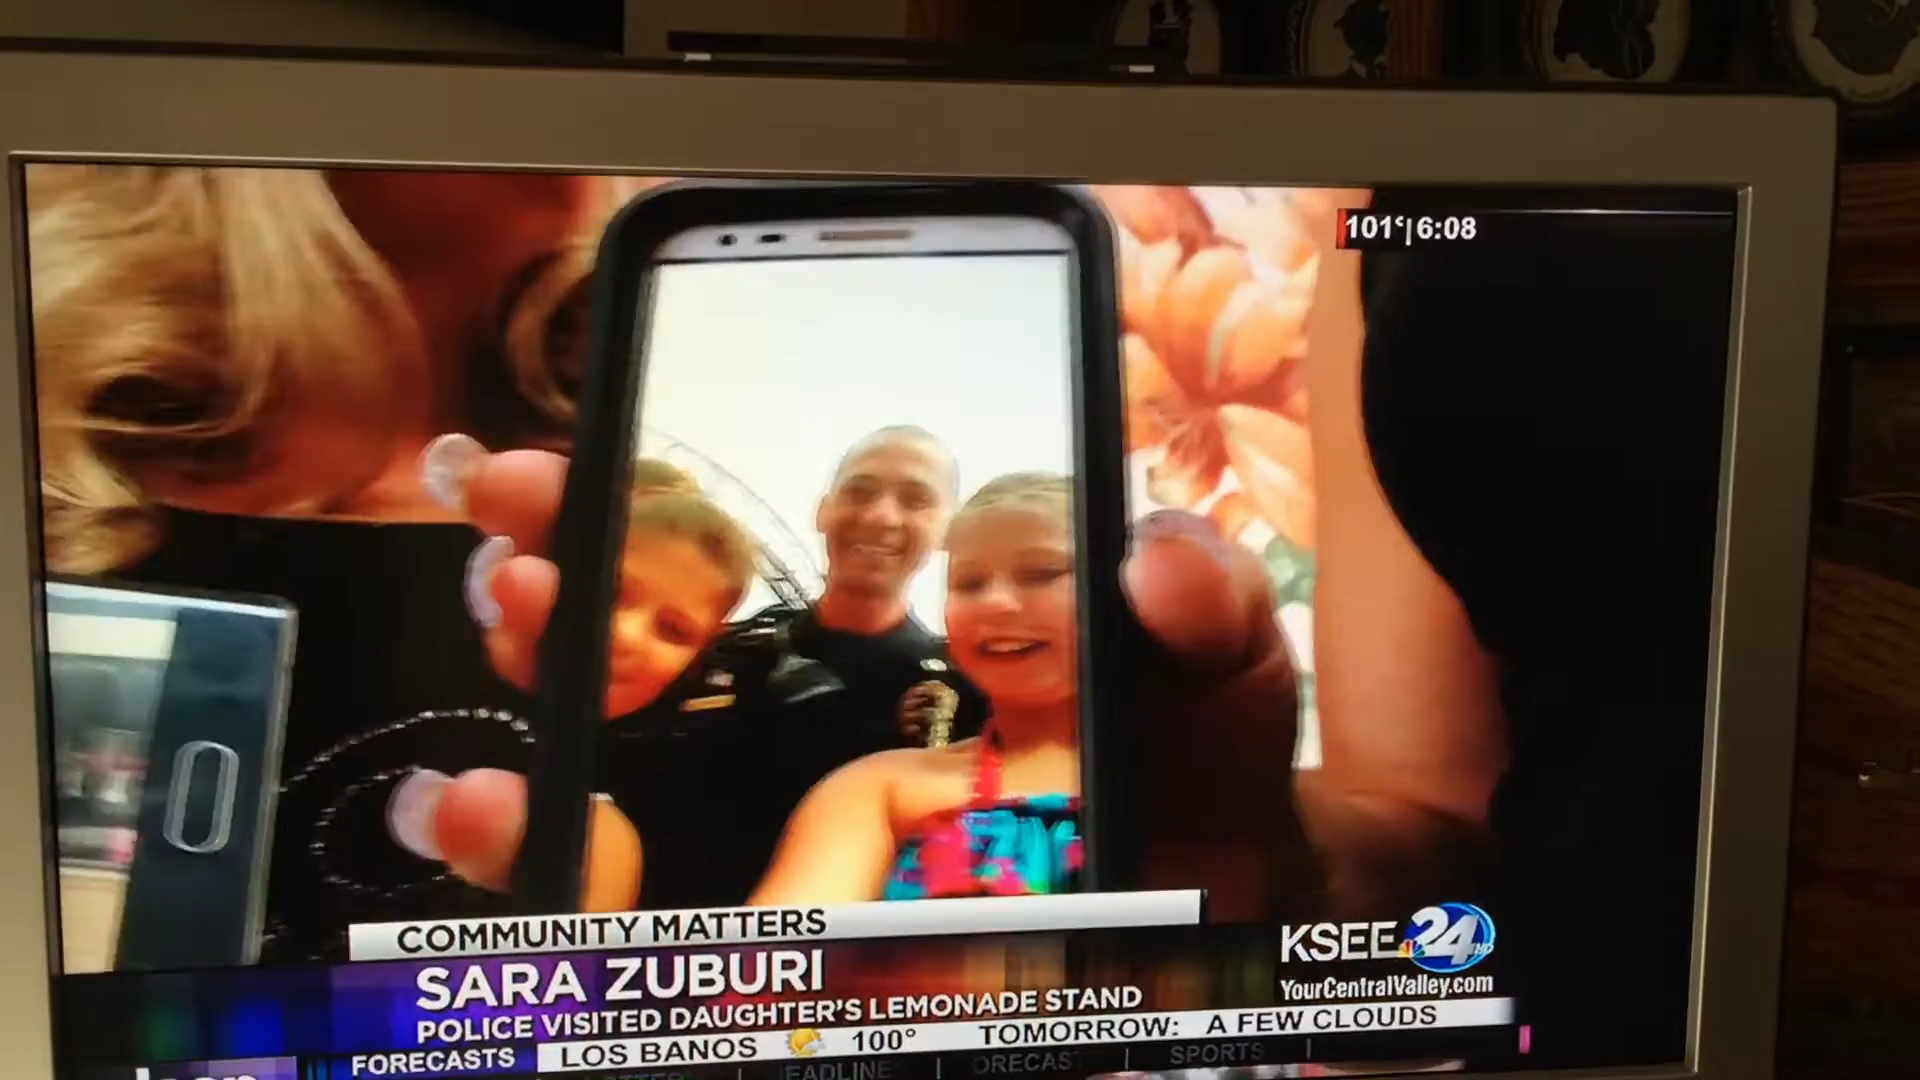 101°|6:08
COMMUNITY MATTERS
SARA ZUBURI
POLICE VISITED DAUGHTER'S LEMONADE STAND
KSEE 24 HD
YourCentralValley.com
FORECASTS LOS BANOS 100° TOMORROW: A FEW CLOUDS
SPORTS